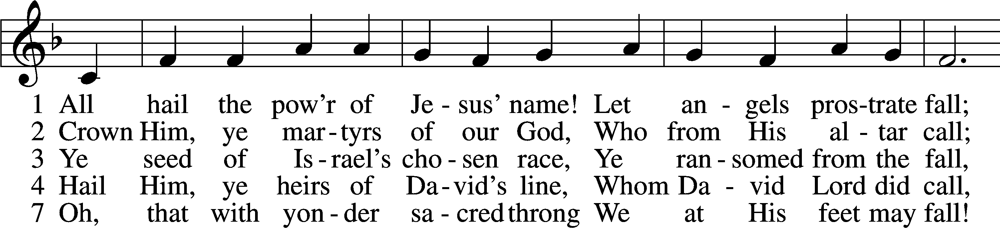 1 All hail the pow'r of Je - sus' name! Let an - gels pros-trate fall;
2 Crown Him, ye mar-tyrs of our God, Who from His al - tar call;
3 Ye seed of Is-rael's cho - sen race, Ye ran - somed from the fall,
4 Hail Him, ye heirs of Da-vid's line, Whom Da - vid Lord did call,
7 Oh, that with yon - der sa - cred throng We at His feet may fall!